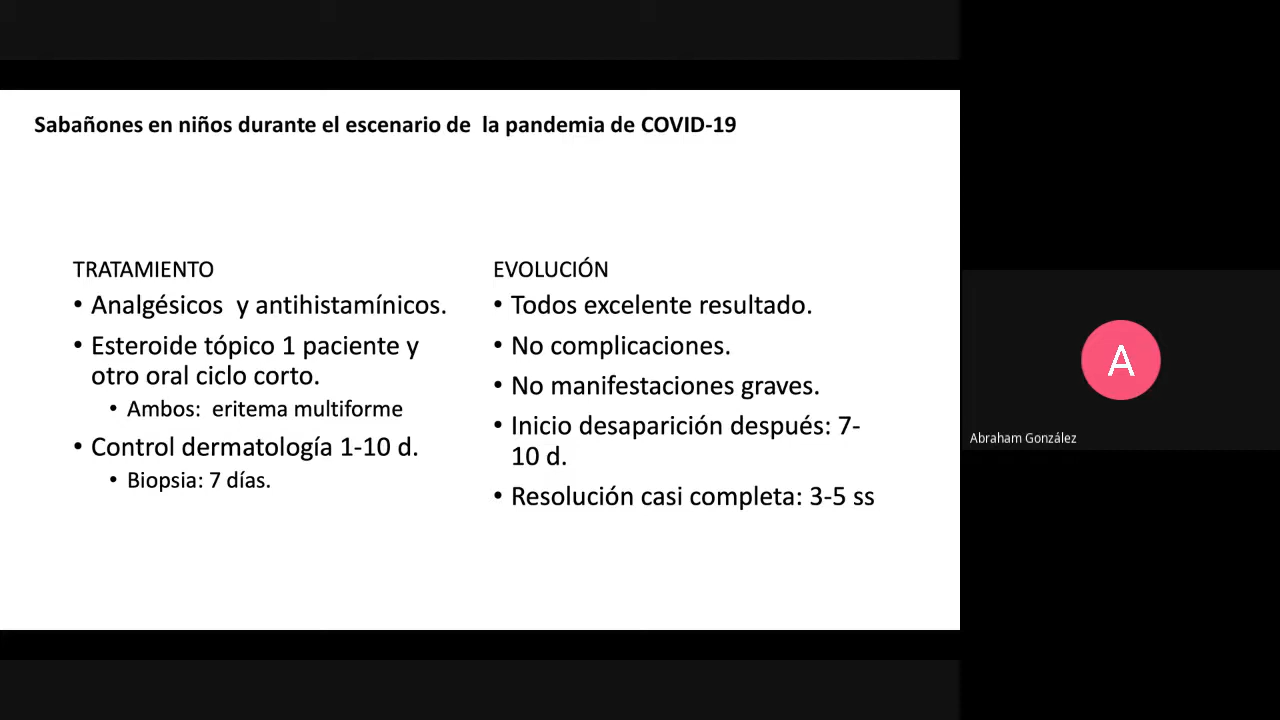 Sabañones en niños durante el escenario de  la pandemia de COVID-19
TRATAMIENTO
• Analgésicos  y antihistamínicos.
• Esteroide tópico 1 paciente y
otro oral ciclo corto.
• Ambos:  eritema multiforme
• Control dermatología 1-10 d.
• Biopsia: 7 días.
EVOLUCIÓN
• Todos excelente resultado.
• No complicaciones.
• No manifestaciones graves.
• Inicio desaparición después: 7-
10 d.
• Resolución casi completa: 3-5 ss
A
Abraham González